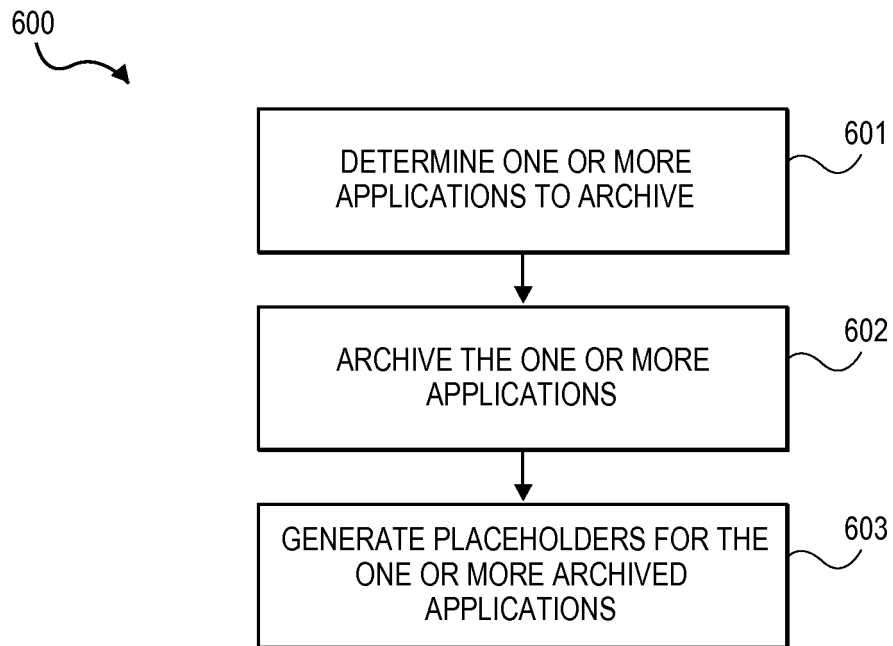 600
DETERMINE ONE OR MORE
APPLICATIONS TO ARCHIVE
601
ARCHIVE THE ONE OR MORE
APPLICATIONS
602
GENERATE PLACEHOLDERS FOR THE
ONE OR MORE ARCHIVED
APPLICATIONS
603